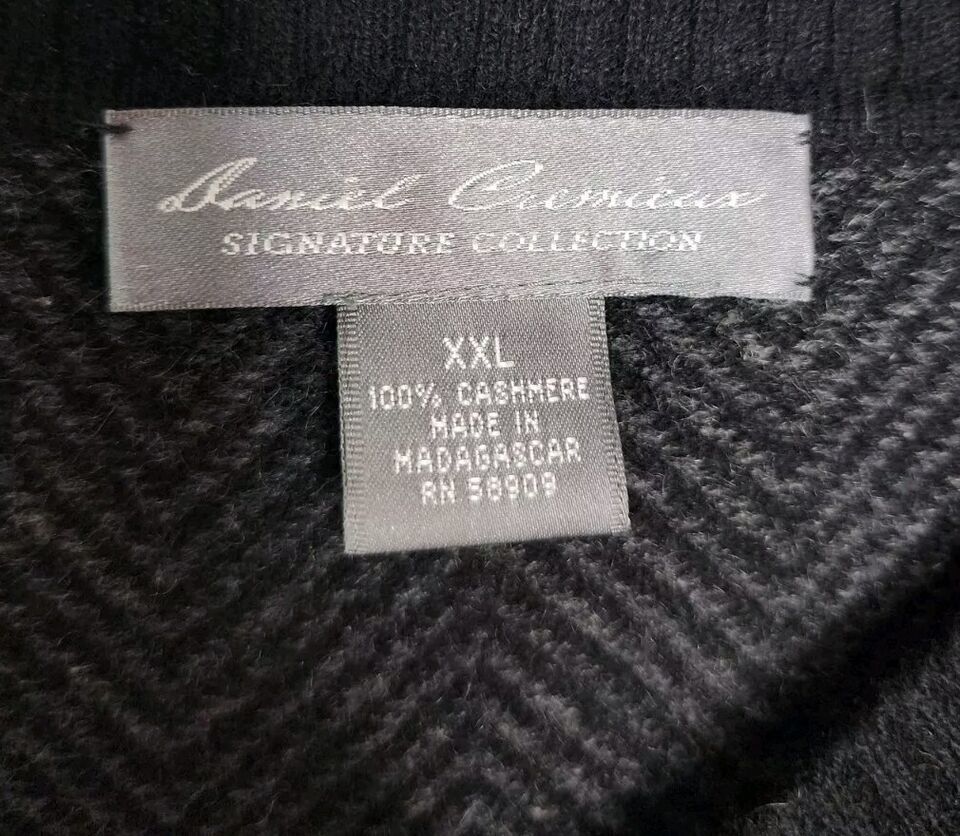 Daniel Cremieux
SIGNATURE COLLECTION
XXL
100% CASHMERE
MADE IN
MADAGASCAR
RN 58909